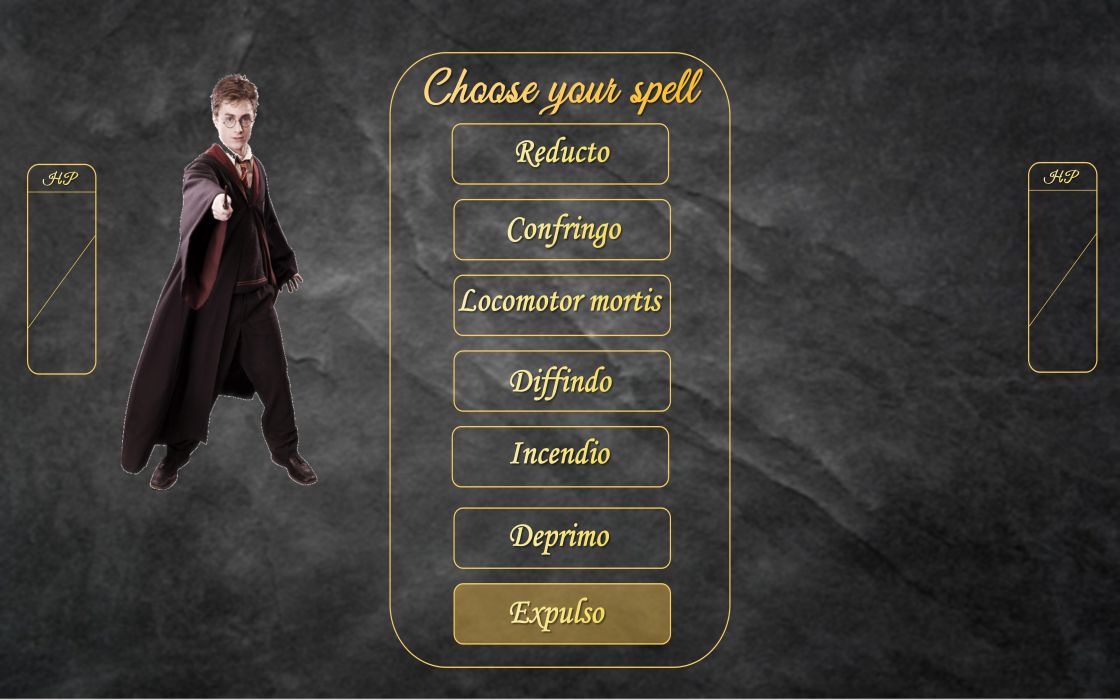 Choose your spell
HP
HP
Reducto
Confringo
Locomotor mortis
Diffindo
Incendio
Deprimo
Expulso